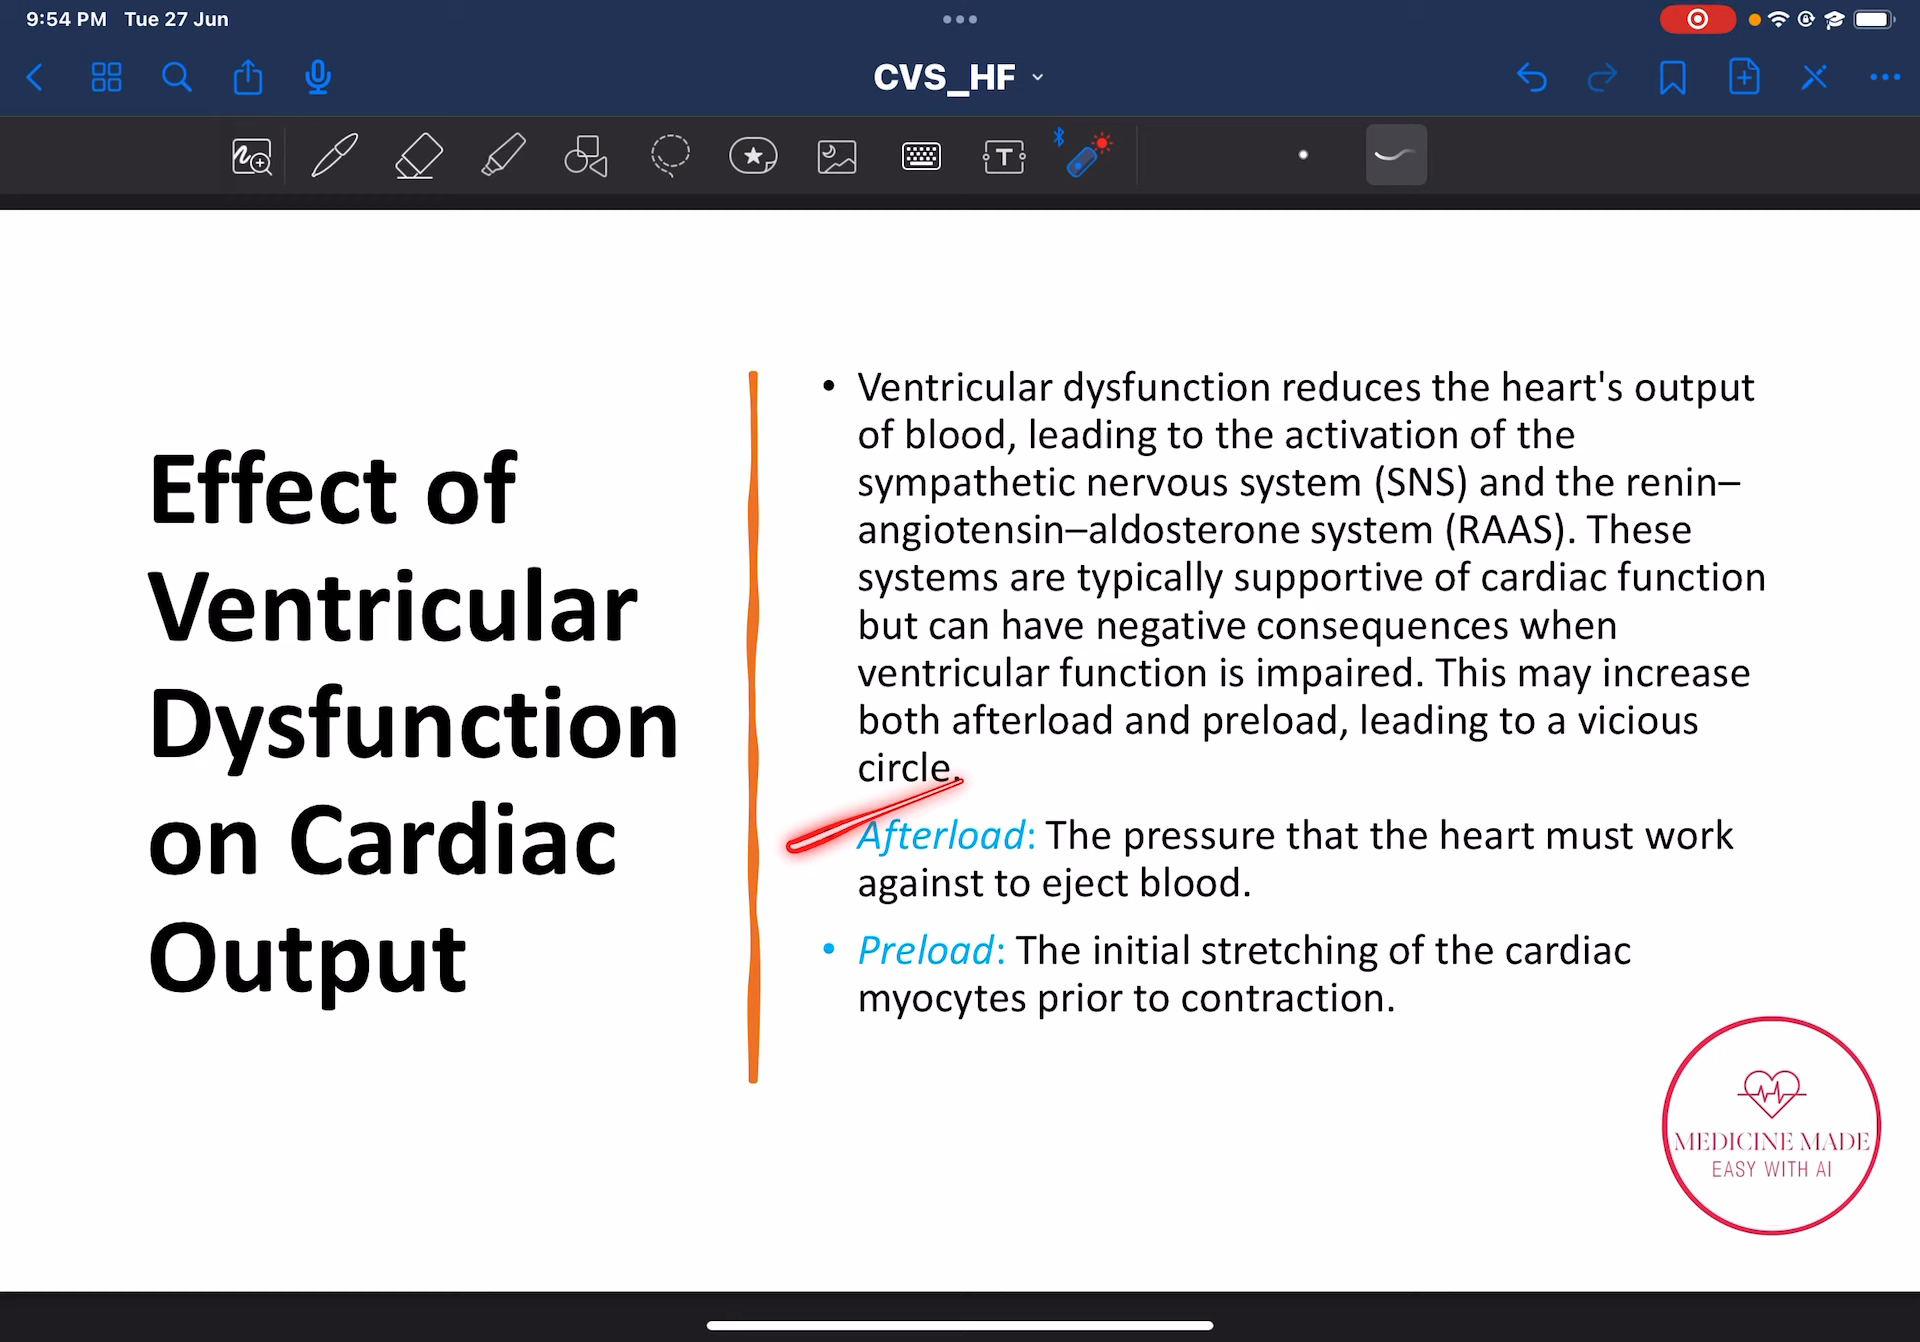 9:54 PM Tue 27 Jun
CVS_HF
T
Effect of
Ventricular
Dysfunction
on Cardiac
Output
• Ventricular dysfunction reduces the heart's output
of blood, leading to the activation of the
sympathetic nervous system (SNS) and the renin–
angiotensin–aldosterone system (RAAS). These
systems are typically supportive of cardiac function
but can have negative consequences when
ventricular function is impaired. This may increase
both afterload and preload, leading to a vicious
circle.
Afterload: The pressure that the heart must work
against to eject blood.
• Preload: The initial stretching of the cardiac
myocytes prior to contraction.
MEDICINE MADE
EASY WITH AI